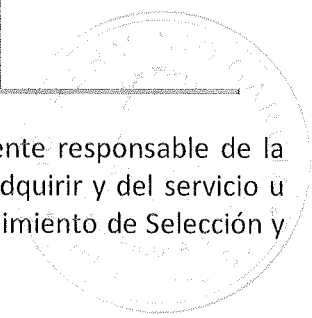 ente responsable de la
dquirir y del servicio u
imiento de Selección y